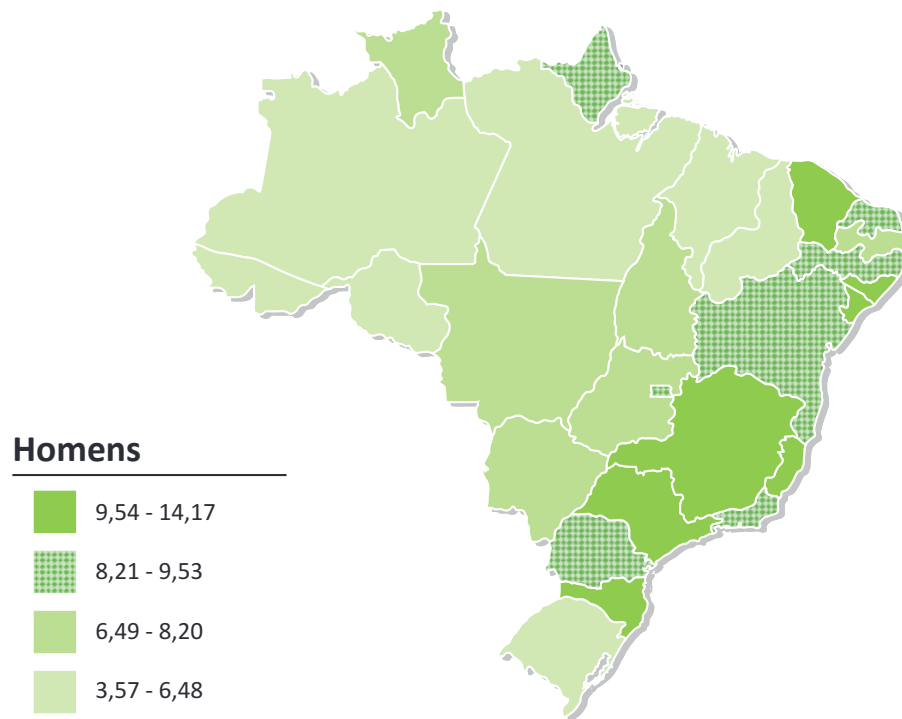 Homens
9,54 - 14,17
8,21 - 9,53
6,49 - 8,20
3,57 - 6,48